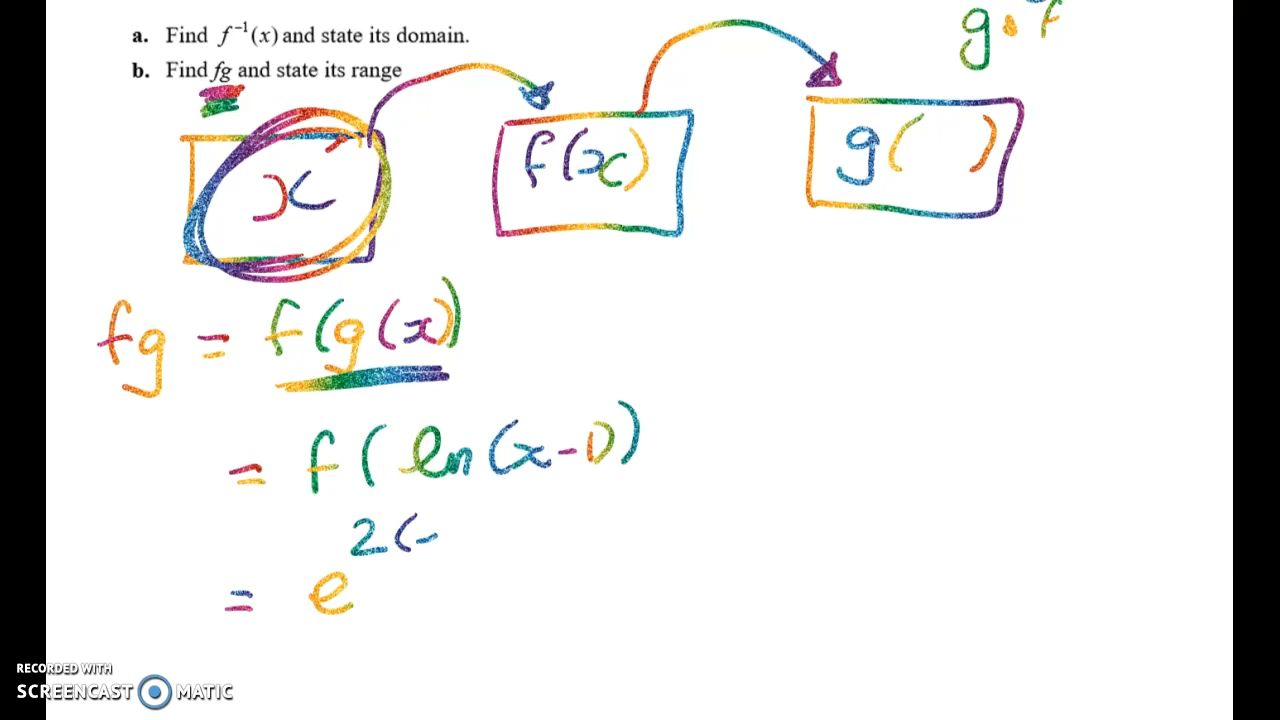 a. Find f⁻¹(x) and state its domain.
b. Find fg and state its range
g∘f
x f(x) g( )
fg = f(g(x))
= f(ln(x-1))
= e^2(-
RECORDED WITH
SCREENCAST MATIC